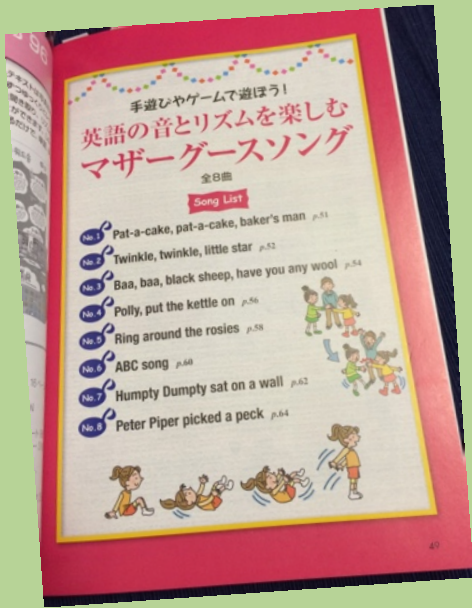 手遊びやゲームで遊ぼう!
英語の音とリズムを楽しむ
マザーグースソング
全8曲
Song List
No.1 Pat-a-cake, pat-a-cake, baker's man p.51
No.2 Twinkle, twinkle, little star p.52
No.3 Baa, baa, black sheep, have you any wool p.54
No.4 Polly, put the kettle on p.56
No.5 Ring around the rosies p.58
No.6 ABC song p.60
No.7 Humpty Dumpty sat on a wall p.62
No.8 Peter Piper picked a peck p.64
49